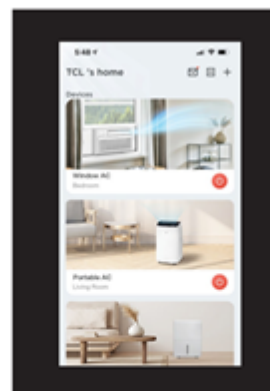 5:48
TCL 's home
Devices
Window AC
Bedroom
Portable AC
Living Room